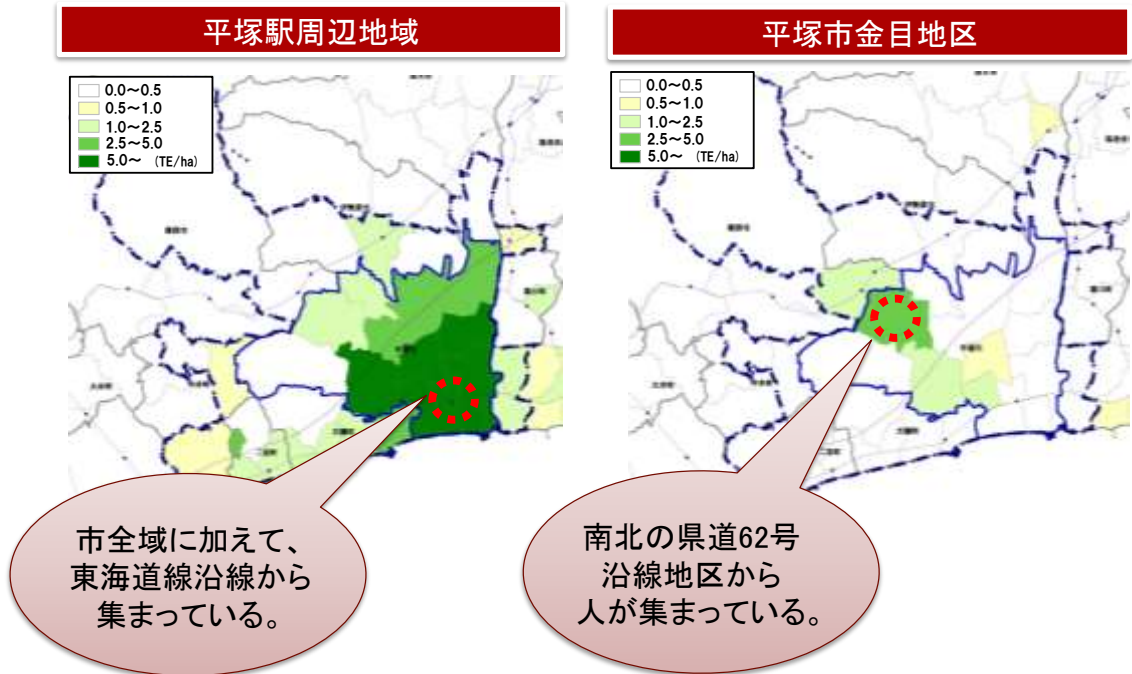 平塚駅周辺地域
0.0～0.5
0.5～1.0
1.0～2.5
2.5～5.0
5.0～ (TE/ha)
市全域に加えて、
東海道線沿線から
集まっている。
平塚市金目地区
0.0～0.5
0.5～1.0
1.0～2.5
2.5～5.0
5.0～ (TE/ha)
南北の県道62号
沿線地区から
人が集まっている。